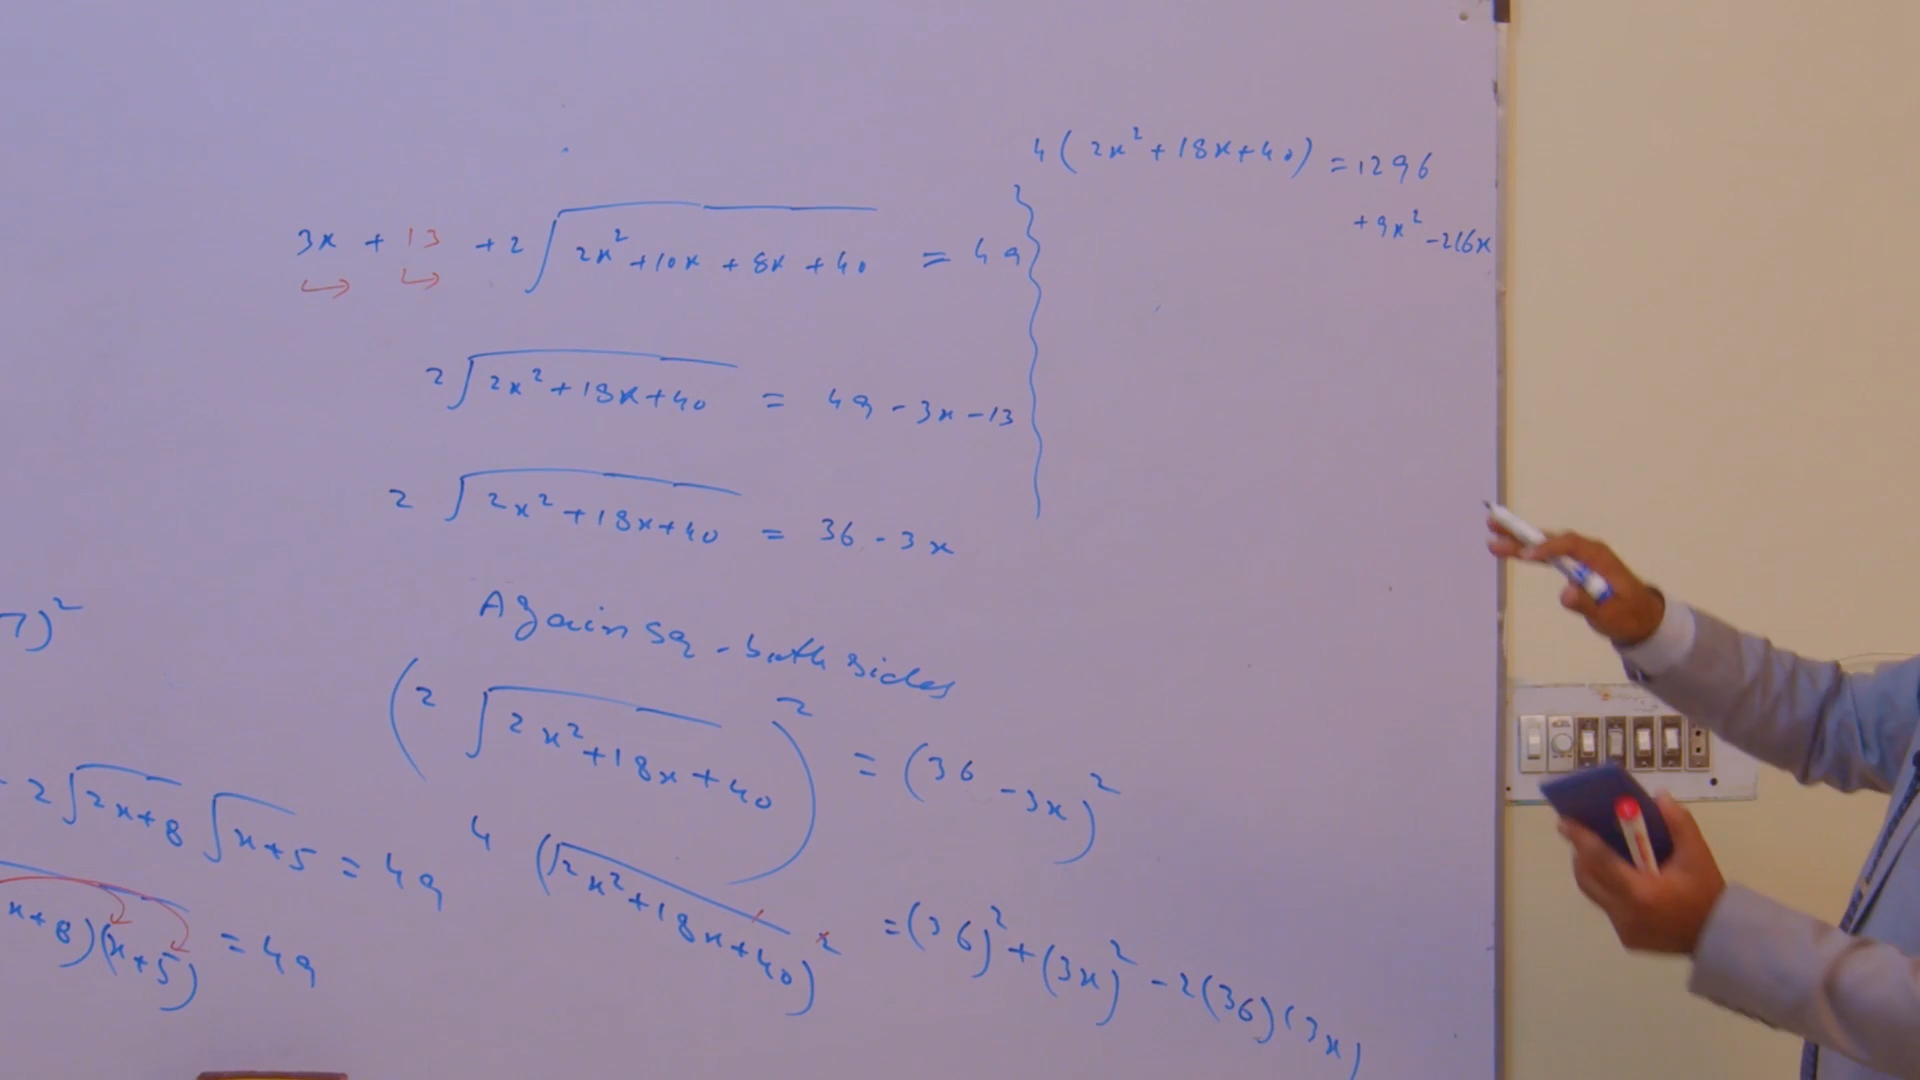 3x + 13 + 2√(2x²+10x + 8x + 40) = 49
2√(2x²+18x+40) = 49 - 3x - 13
2 √(2x²+18x+40) = 36 - 3x
Again sq. both sides
(2 √(2x²+18x+40))² = (36 - 3x)²
4 (√(2x²+18x+40))² = (36)² + (3x)² - 2(36)(3x)
4(2x²+18x+40) = 1296
+ 9x² - 216x
7)²
2√(2x+8) √(x+5) = 49
x+8)(x+5) = 49